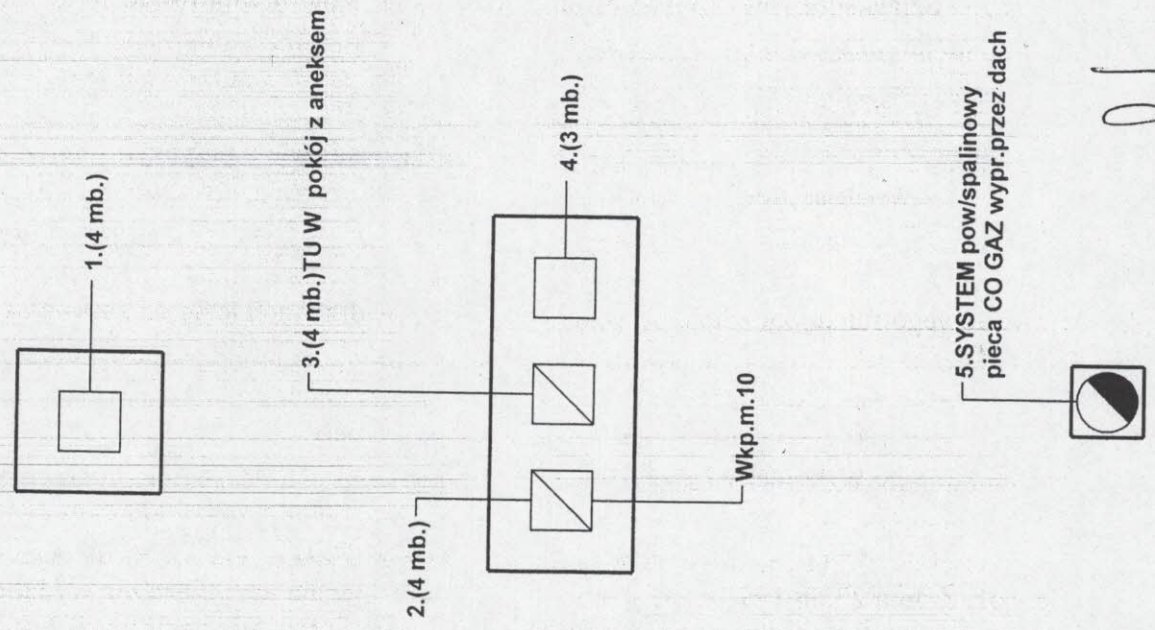 1.(4 mb.)
3.(4 mb.)TU W pokój z aneksem
4.(3 mb.)
2.(4 mb.)
Wkp.m.10
5.SYSTEM pow/spalinowy
pieca CO GAZ wypr.przez dach